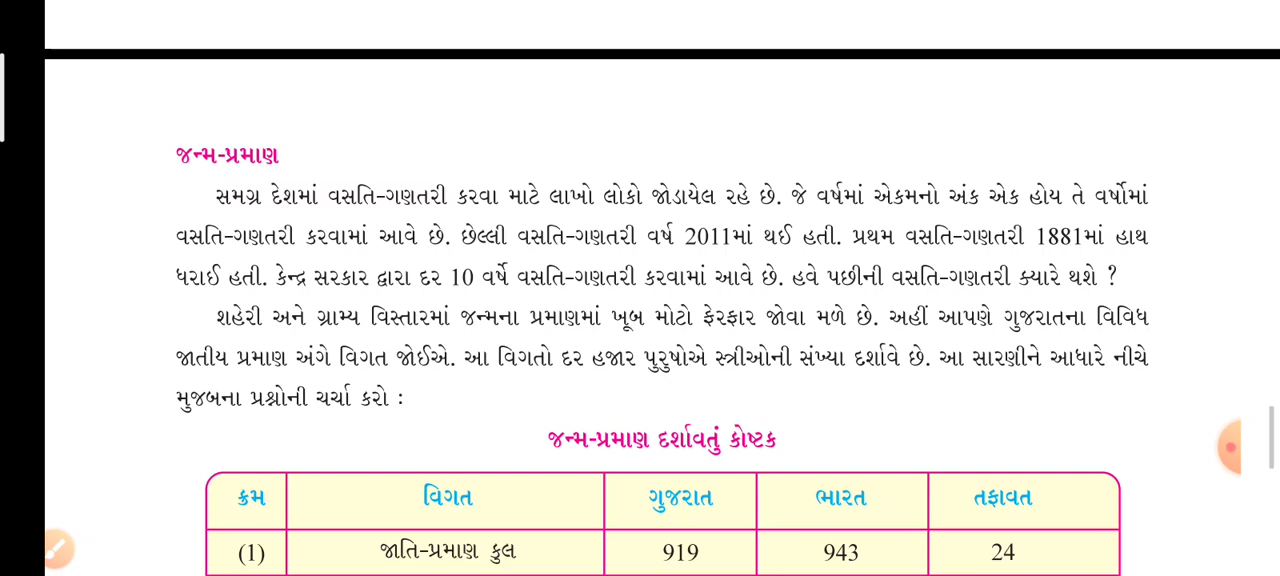 જન્મ-પ્રમાણ
સમગ્ર દેશમાં વસતિ-ગણતરી કરવા માટે લાખો લોકો જોડાયેલ રહે છે. જે વર્ષમાં એકમનો અંક એક હોય તે વર્ષોમાં
વસતિ-ગણતરી કરવામાં આવે છે. છેલ્લી વસતિ-ગણતરી વર્ષ 2011માં થઈ હતી. પ્રથમ વસતિ-ગણતરી 1881માં હાથ
ધરાઈ હતી. કેન્દ્ર સરકાર દ્વારા દર 10 વર્ષે વસતિ-ગણતરી કરવામાં આવે છે. હવે પછીની વસતિ-ગણતરી ક્યારે થશે ?
શહેરી અને ગ્રામ્ય વિસ્તારમાં જન્મના પ્રમાણમાં ખૂબ મોટો ફેરફાર જોવા મળે છે. અહીં આપણે ગુજરાતના વિવિધ
જાતીય પ્રમાણ અંગે વિગત જોઈએ. આ વિગતો દર હજાર પુરુષોએ સ્ત્રીઓની સંખ્યા દર્શાવે છે. આ સારણીને આધારે નીચે
મુજબના પ્રશ્નોની ચર્ચા કરો :
જન્મ-પ્રમાણ દર્શાવતું કોષ્ટક
ક્રમ વિગત ગુજરાત ભારત તફાવત
(1) જાતિ-પ્રમાણ કુલ 919 943 24